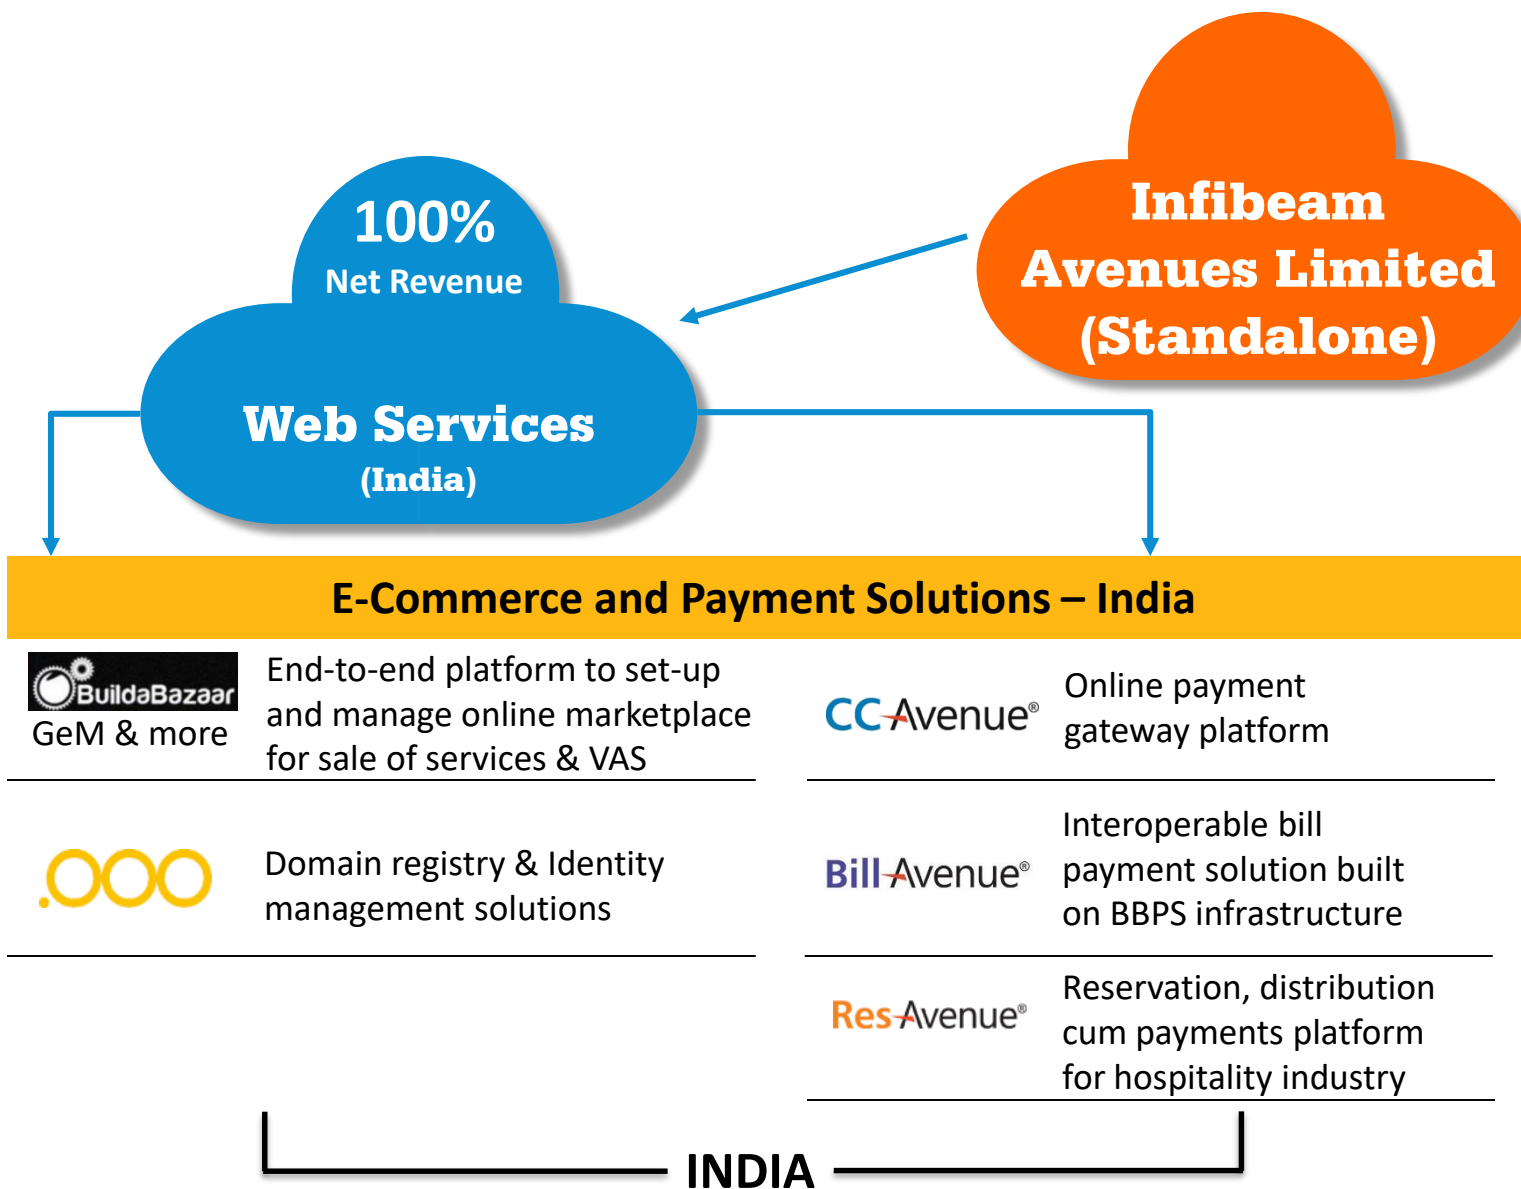 100%
Net Revenue
Web Services
(India)
Infibeam
Avenues Limited
(Standalone)
E-Commerce and Payment Solutions – India
BuildaBazaar
GeM & more
End-to-end platform to set-up
and manage online marketplace
for sale of services & VAS
.OOO
Domain registry & Identity
management solutions
CCAvenue®
Online payment
gateway platform
BillAvenue®
Interoperable bill
payment solution built
on BBPS infrastructure
ResAvenue®
Reservation, distribution
cum payments platform
for hospitality industry
INDIA